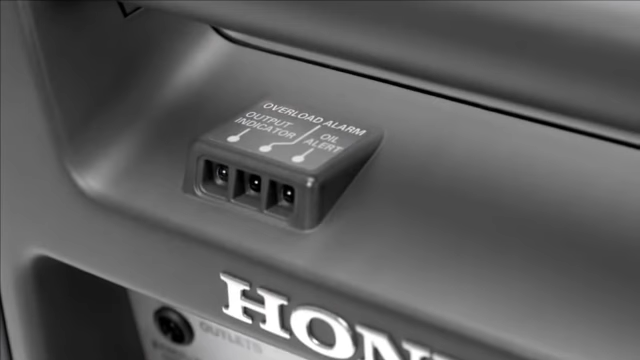 OVERLOAD ALARM
OUTPUT
INDICATOR
OIL
ALERT
HON
OUTLETS